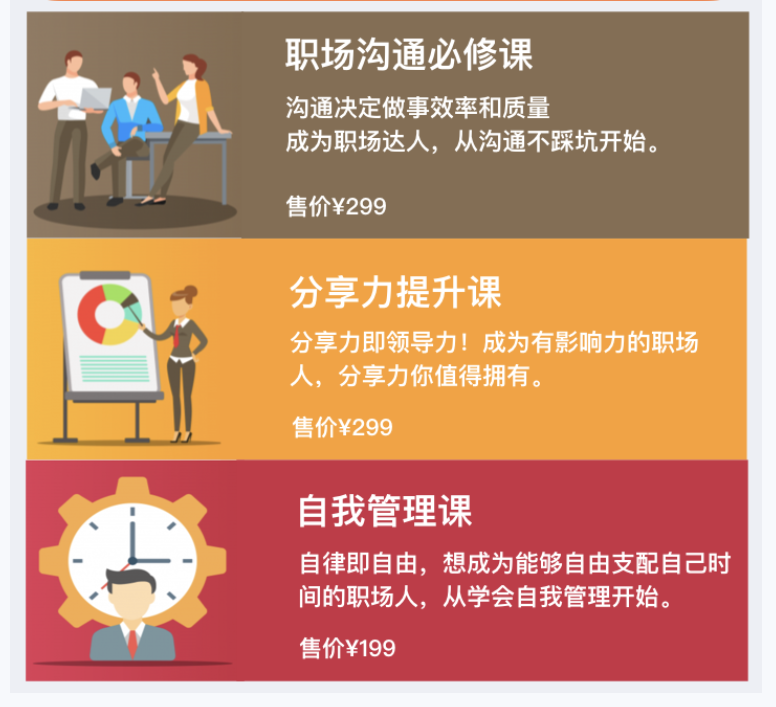 职场沟通必修课
沟通决定做事效率和质量
成为职场达人，从沟通不踩坑开始。
售价¥299
分享力提升课
分享力即领导力！成为有影响力的职场
人，分享力你值得拥有。
售价¥299
自我管理课
自律即自由，想成为能够自由支配自己时
间的职场人，从学会自我管理开始。
售价¥199